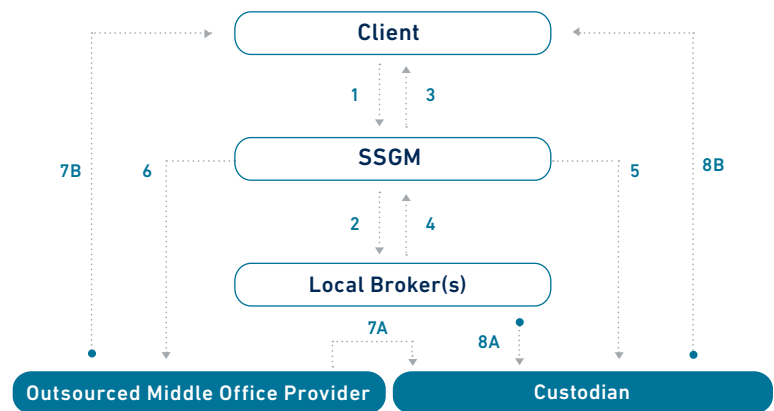 Client
1
3
SSGM
7B
6
5
8B
2
4
Local Broker(s)
7A
8A
Outsourced Middle Office Provider
Custodian